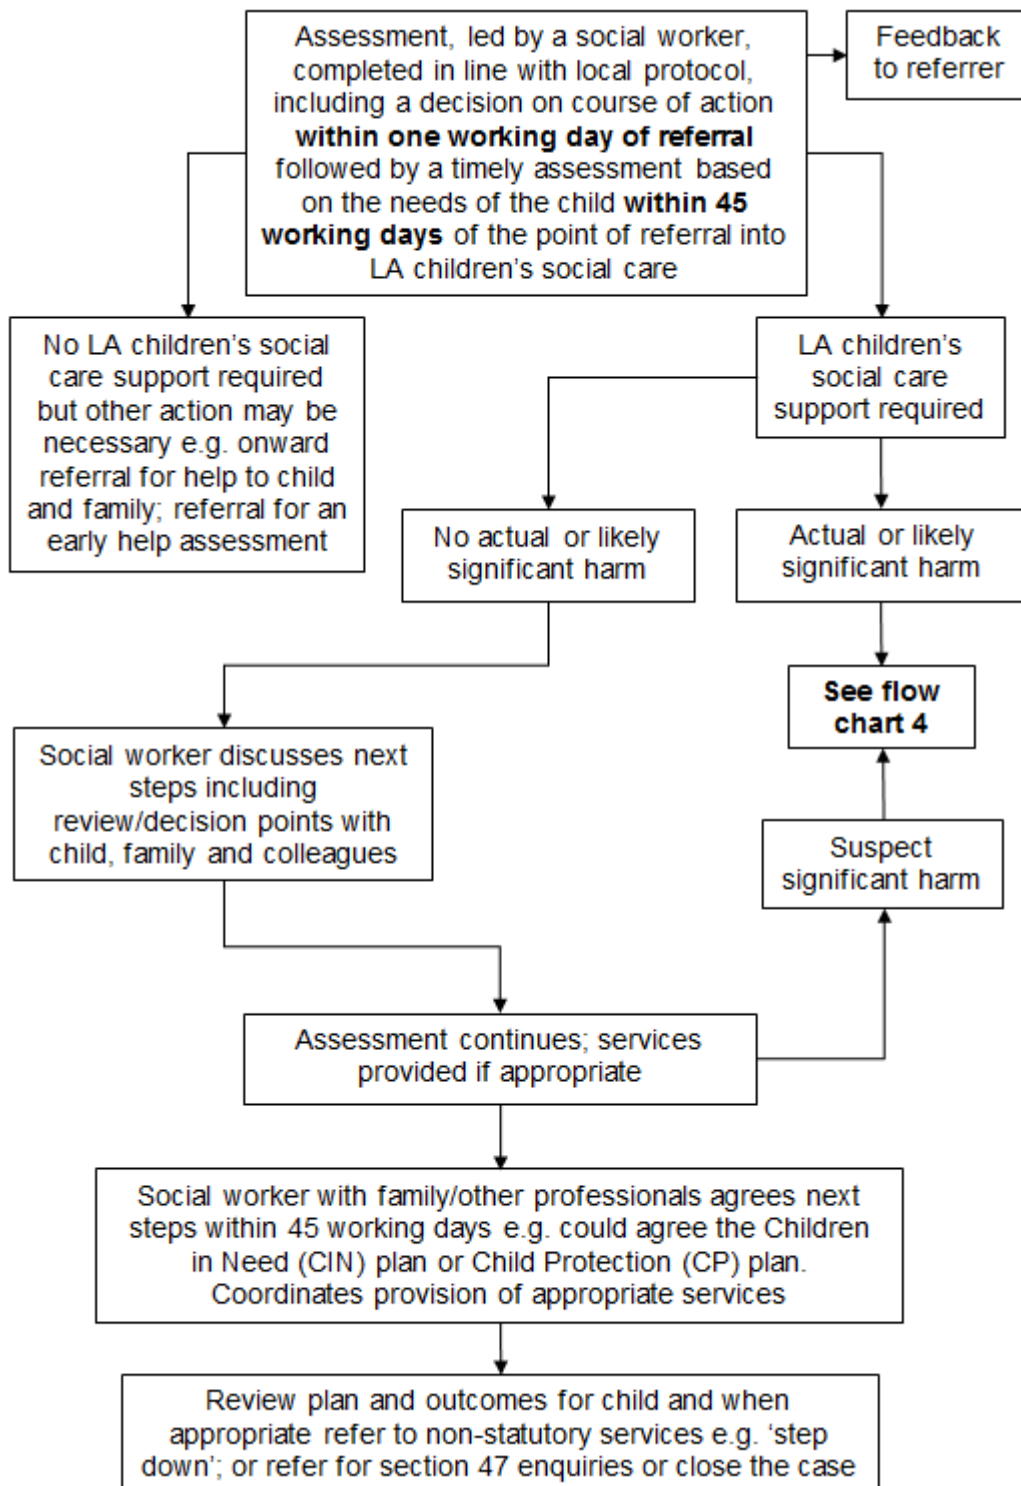 Assessment, led by a social worker,
completed in line with local protocol,
including a decision on course of action
within one working day of referral
followed by a timely assessment based
on the needs of the child within 45
working days of the point of referral into
LA children's social care
Feedback
to referrer
No LA children's social
care support required
but other action may be
necessary e.g. onward
referral for help to child
and family; referral for an
early help assessment
LA children's
social care
support required
No actual or likely
significant harm
Actual or likely
significant harm
See flow
chart 4
Social worker discusses next
steps including
review/decision points with
child, family and colleagues
Suspect
significant harm
Assessment continues; services
provided if appropriate
Social worker with family/other professionals agrees next
steps within 45 working days e.g. could agree the Children
in Need (CIN) plan or Child Protection (CP) plan.
Coordinates provision of appropriate services
Review plan and outcomes for child and when
appropriate refer to non-statutory services e.g. ‘step
down’; or refer for section 47 enquiries or close the case